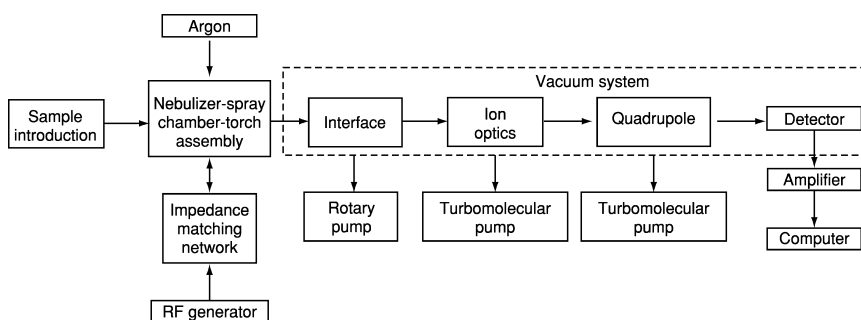 Argon
Vacuum system
Sample
introduction
Nebulizer-spray
chamber-torch
assembly
Interface
Ion
optics
Quadrupole
Detector
Impedance
matching
network
Rotary
pump
Turbomolecular
pump
Turbomolecular
pump
Amplifier
Computer
RF generator